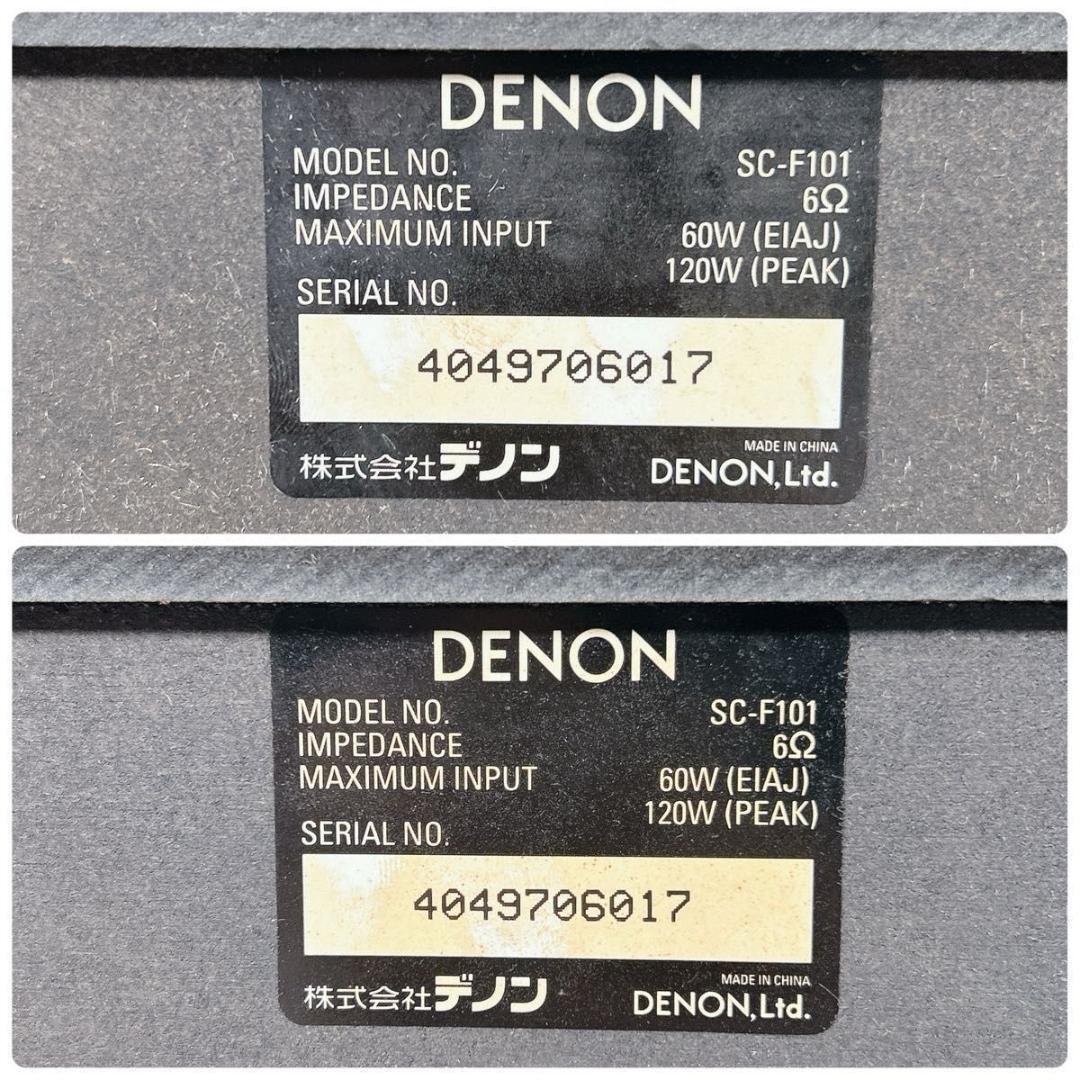 DENON
MODEL NO. SC-F101
IMPEDANCE 6Ω
MAXIMUM INPUT 60W (EIAJ)
120W (PEAK)
SERIAL NO.
4049706017
MADE IN CHINA
株式会社デノン DENON,Ltd.
DENON
MODEL NO. SC-F101
IMPEDANCE 6Ω
MAXIMUM INPUT 60W (EIAJ)
120W (PEAK)
SERIAL NO.
4049706017
MADE IN CHINA
株式会社デノン DENON,Ltd.